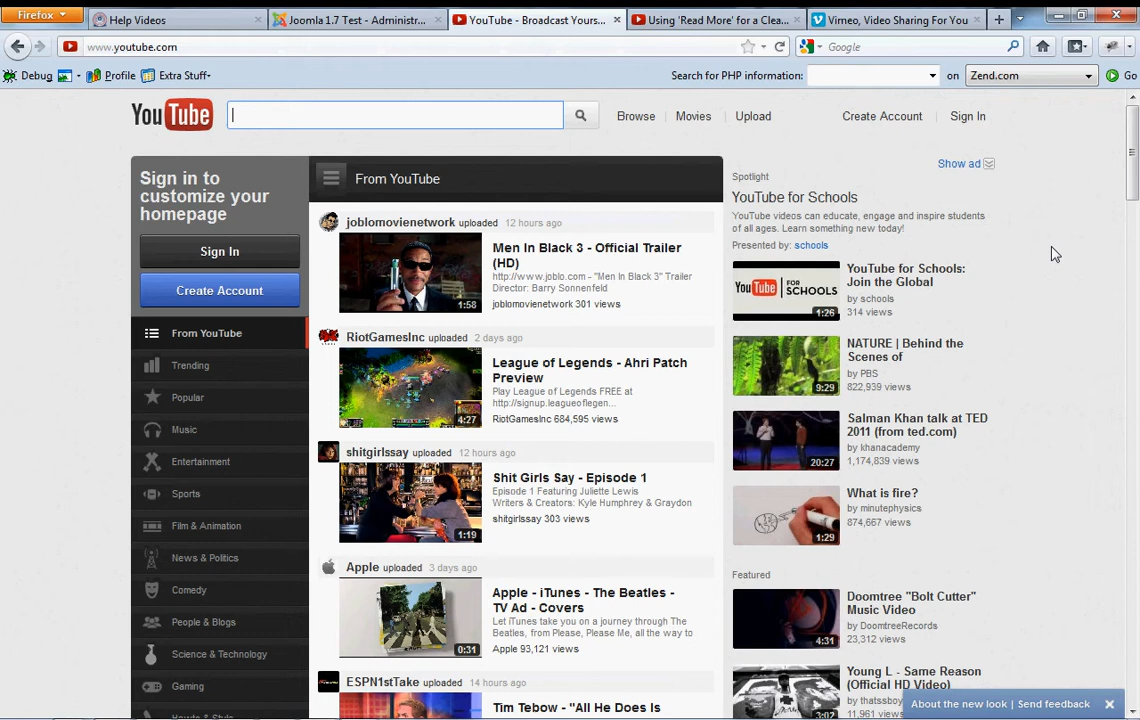 Firefox
Help Videos
Joomla 1.7 Test - Administr...
YouTube - Broadcast Yours...
Using 'Read More' for a Clea...
Vimeo, Video Sharing For You
www.youtube.com
Google
Debug
Profile
Extra Stuff
Search for PHP information:
on
Zend.com
Go
YouTube
Browse
Movies
Upload
Create Account
Sign In
Sign in to
customize your
homepage
Sign In
Create Account
From YouTube
Trending
Popular
Music
Entertainment
Sports
Film & Animation
News & Politics
Comedy
People & Blogs
Science & Technology
Gaming
From YouTube
joblomovienetwork uploaded 12 hours ago
1:58
Men In Black 3 - Official Trailer
(HD)
http://www.joblo.com - "Men In Black 3" Trailer
Director: Barry Sonnenfeld
joblomovienetwork 301 views
RiotGamesInc uploaded 2 days ago
4:27
League of Legends - Ahri Patch
Preview
Play League of Legends FREE at
http://signup.leagueoflegen...
RiotGamesInc 684,595 views
shitgirlssay uploaded 12 hours ago
1:19
Shit Girls Say - Episode 1
Episode 1 Featuring Juliette Lewis
Writers & Creators: Kyle Humphrey & Graydon
shitgirlssay 303 views
Apple uploaded 3 days ago
0:31
Apple - iTunes - The Beatles -
TV Ad - Covers
Let iTunes take you on a journey through The
Beatles, from Please, Please Me, all the way to
Apple 93,121 views
ESPN1stTake uploaded 14 hours ago
Tim Tebow - "All He Does Is
Show ad
Spotlight
YouTube for Schools
YouTube videos can educate, engage and inspire students
of all ages. Learn something new today!
Presented by: schools
YouTube FOR SCHOOLS
1:26
YouTube for Schools:
Join the Global
by schools
314 views
9:29
NATURE | Behind the
Scenes of
by PBS
822,939 views
20:27
Salman Khan talk at TED
2011 (from ted.com)
by khanacademy
1,174,839 views
1:29
What is fire?
by minutephysics
874,667 views
Featured
4:31
Doomtree "Bolt Cutter"
Music Video
by DoomtreeRecords
23,312 views
3:02
Young L - Same Reason
(Official HD Video)
by thatssboy
11,961 views
About the new look | Send feedback